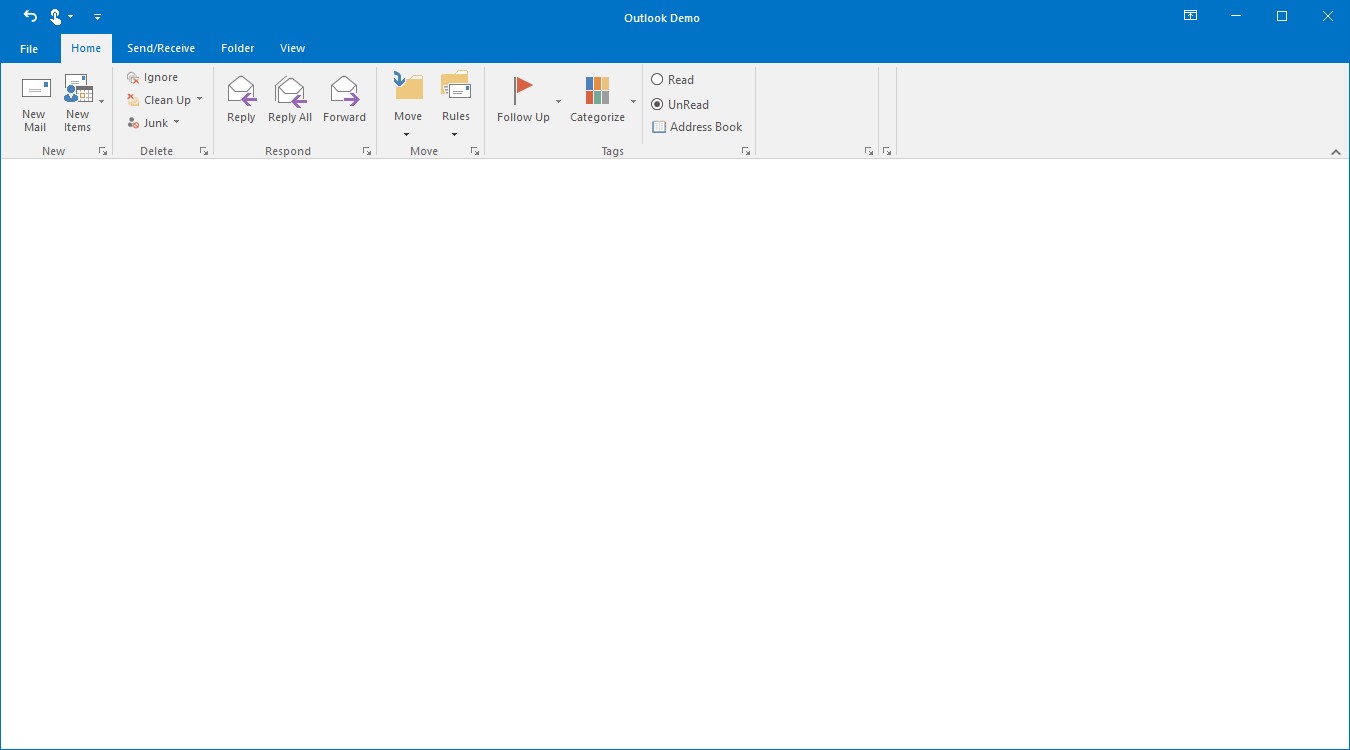 Outlook Demo
File Home Send/Receive Folder View
New Mail
New Items
Ignore
Clean Up
Junk
Reply Reply All Forward
Move Rules
Follow Up Categorize
Read
UnRead
Address Book
New Delete Respond Move Tags